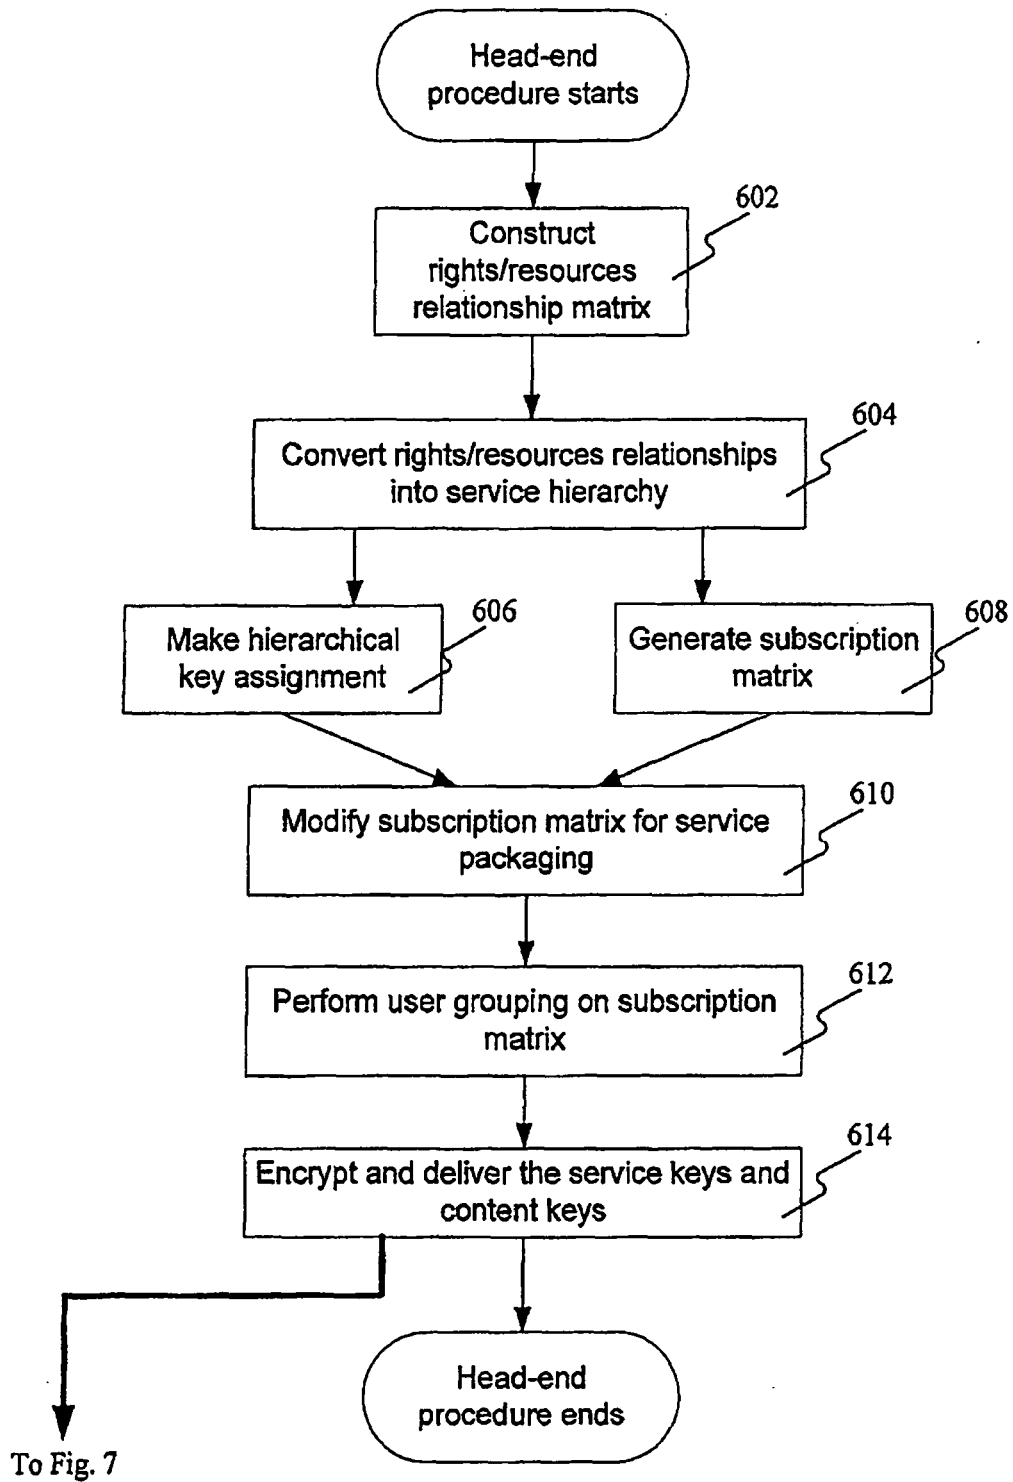 Head-end
procedure starts
602
Construct
rights/resources
relationship matrix
604
Convert rights/resources relationships
into service hierarchy
606
Make hierarchical
key assignment
608
Generate subscription
matrix
610
Modify subscription matrix for service
packaging
612
Perform user grouping on subscription
matrix
614
Encrypt and deliver the service keys and
content keys
Head-end
procedure ends
To Fig. 7